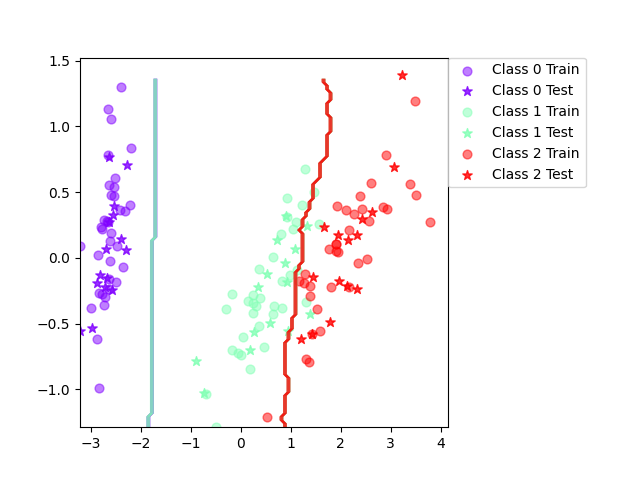 1.5
1.0
0.5
0.0
−0.5
−1.0
−3 −2 −1 0 1 2 3 4
Class 0 Train
Class 0 Test
Class 1 Train
Class 1 Test
Class 2 Train
Class 2 Test